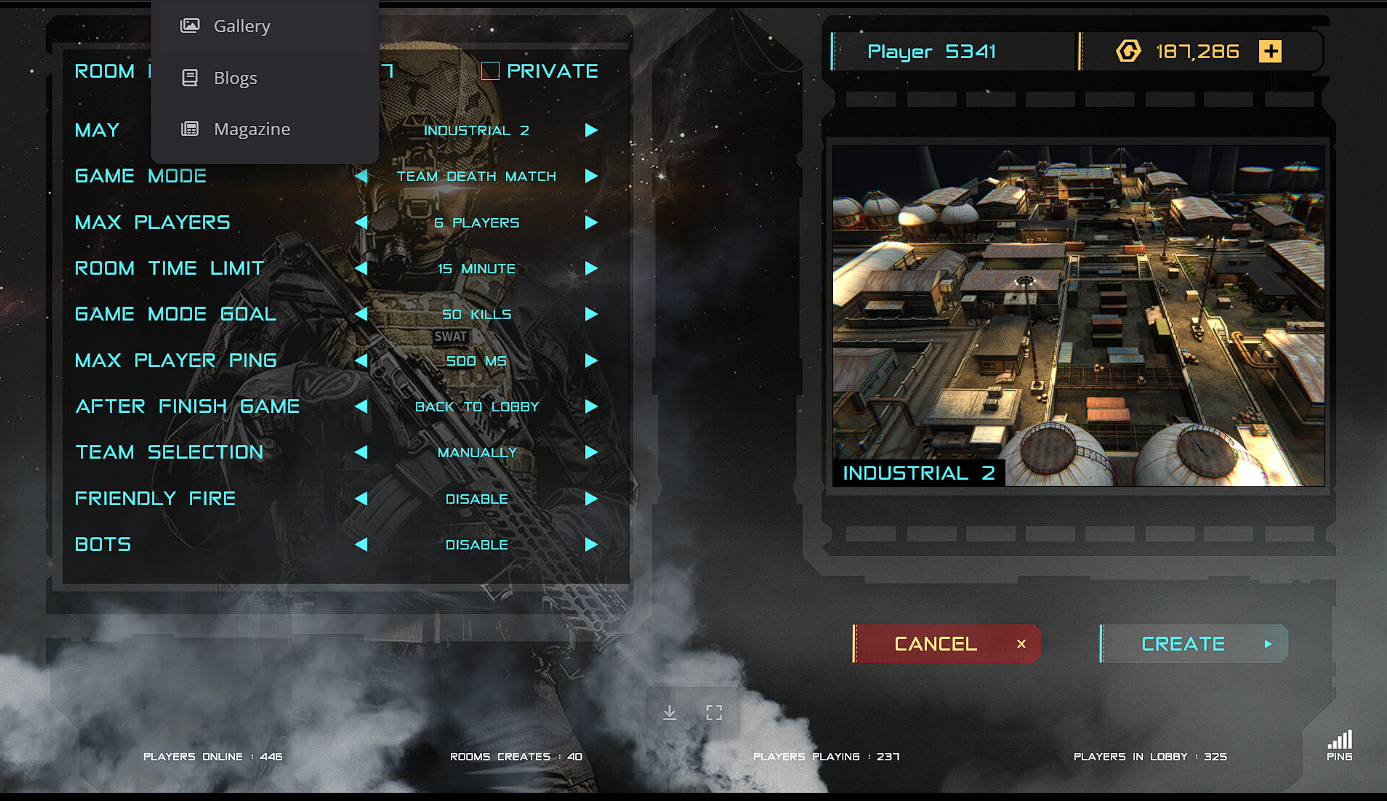 Gallery
Blogs
Magazine
ROOM
PRIVATE
MAY INDUSTRIAL 2
GAME MODE TEAM DEATH MATCH
MAX PLAYERS 6 PLAYERS
ROOM TIME LIMIT 15 MINUTE
GAME MODE GOAL 50 KILLS
MAX PLAYER PING 500 MS
AFTER FINISH GAME BACK TO LOBBY
TEAM SELECTION MANUALLY
FRIENDLY FIRE DISABLE
BOTS DISABLE
SWAT
Player 5341 187,286 +
INDUSTRIAL 2
CANCEL x
CREATE
PLAYERS ONLINE : 446
ROOMS CREATES : 40
PLAYERS PLAYING : 237
PLAYERS IN LOBBY : 325
PING